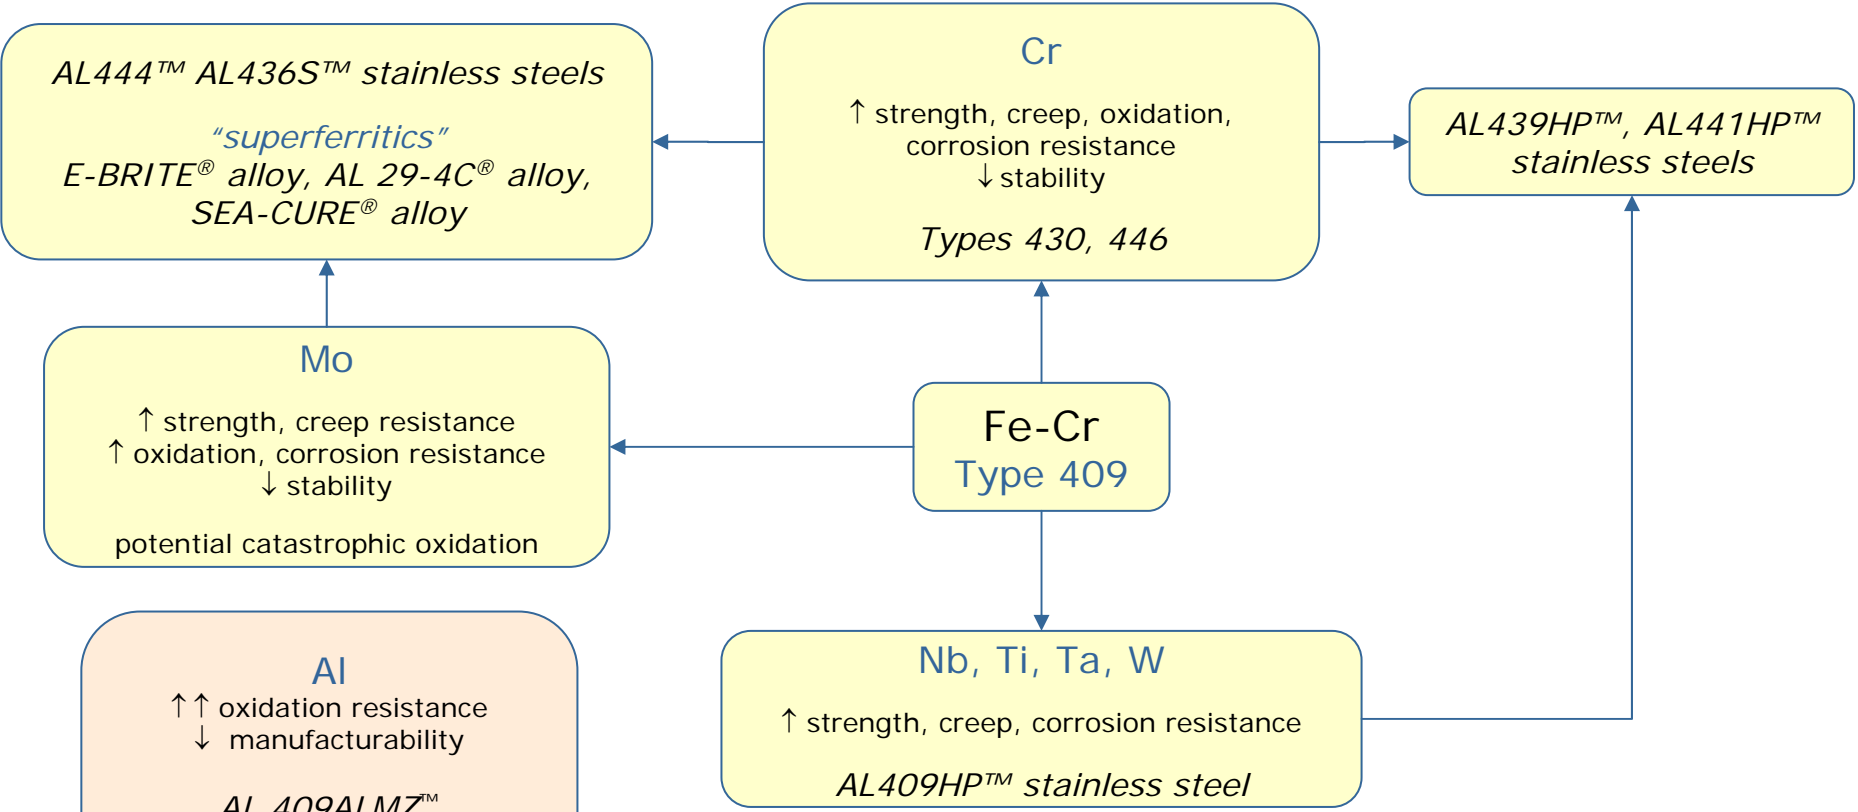 AL444™ AL436S™ stainless steels
“superferritics”
E-BRITE® alloy, AL 29-4C® alloy,
SEA-CURE® alloy
Cr
↑ strength, creep, oxidation,
corrosion resistance
↓ stability
Types 430, 446
AL439HP™, AL441HP™
stainless steels
Mo
↑ strength, creep resistance
↑ oxidation, corrosion resistance
↓ stability
potential catastrophic oxidation
Fe-Cr
Type 409
Al
↑↑ oxidation resistance
↓ manufacturability
AL 409ALMZ™
Nb, Ti, Ta, W
↑ strength, creep, corrosion resistance
AL409HP™ stainless steel